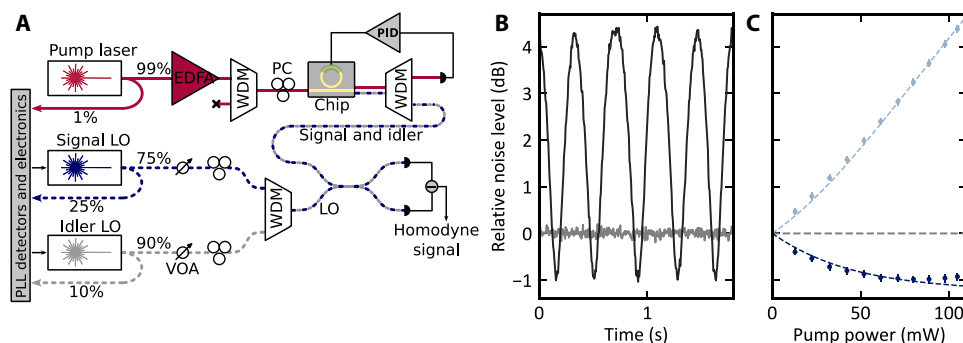 A
Pump laser
99%
EDFA
1%
WDM
PC
Chip
PID
WDM
Signal and idler
PLL detectors and electronics
Signal LO
75%
25%
Idler LO
90%
VOA
10%
WDM
LO
Homodyne
signal
B
Relative noise level (dB)
4
3
2
1
0
−1
0
1
Time (s)
C
0
50
100
Pump power (mW)